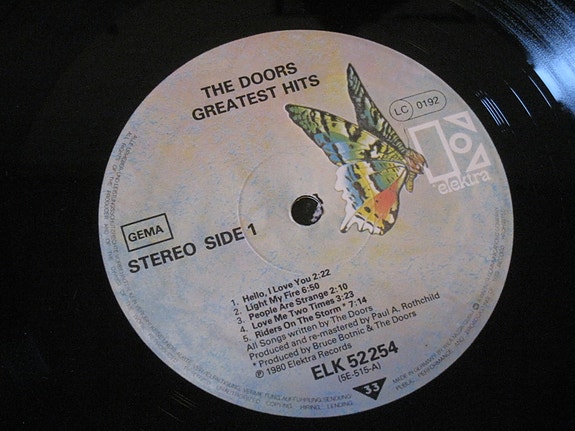 THE DOORS
GREATEST HITS
LC 0192
elektra
GEMA
STEREO SIDE 1
1. Hello, I Love You 2:22
2. Light My Fire 6:50
3. People Are Strange 2:10
4. Love Me Two Times 3:23
5. Riders On The Storm * 7:14
All Songs written by The Doors
Produced and re-mastered by Paul A. Rothchild
* Produced by Bruce Botnic & The Doors
℗ 1980 Elektra Records
ELK 52 254
(5E-515-A)
33